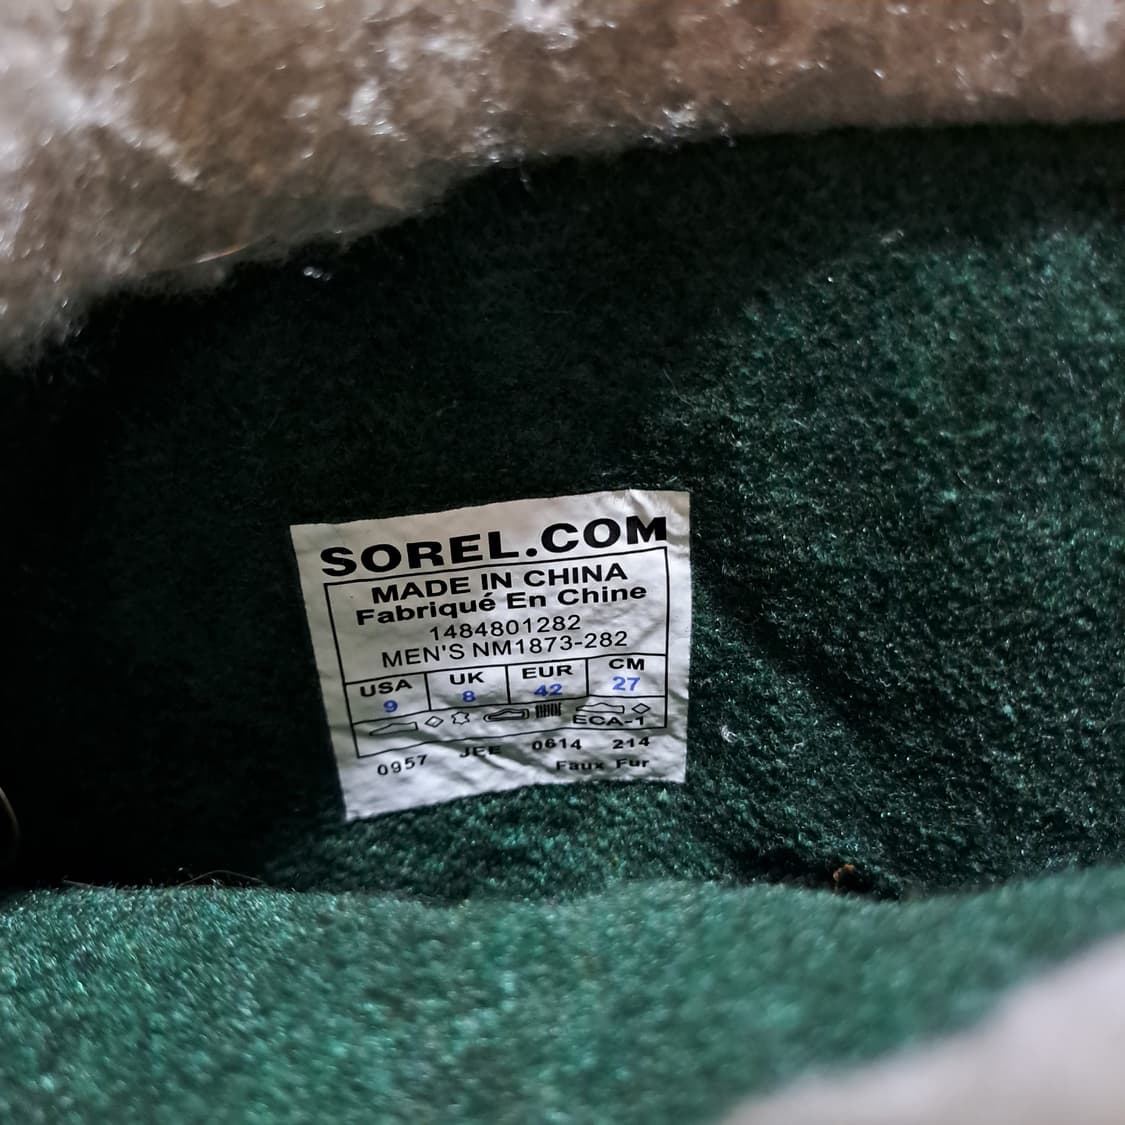 SOREL.COM
MADE IN CHINA
Fabriqué En Chine
1484801282
MEN'S NM1873-282
USA UK EUR CM
9 8 42 27
ECA-1
0957 JEE 0614 214
Faux Fur